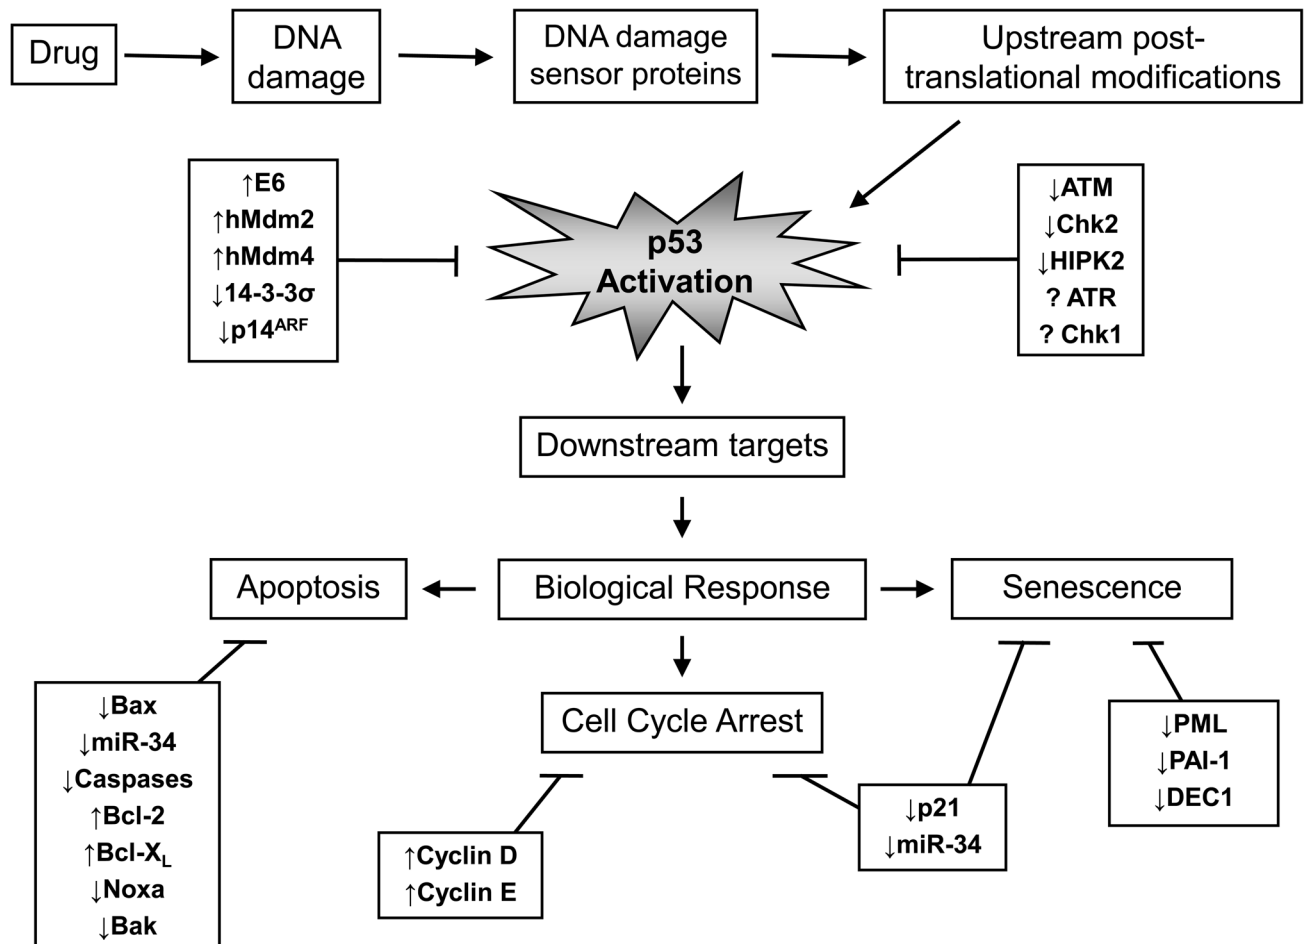 Drug
DNA
damage
DNA damage
sensor proteins
Upstream post-
translational modifications
↑E6
↑hMdm2
↑hMdm4
↓14-3-3σ
↓p14ARF
p53
Activation
↓ATM
↓Chk2
↓HIPK2
? ATR
? Chk1
Downstream targets
Apoptosis
Biological Response
Senescence
↓Bax
↓miR-34
↓Caspases
↑Bcl-2
↑Bcl-XL
↓Noxa
↓Bak
Cell Cycle Arrest
↑Cyclin D
↑Cyclin E
↓p21
↓miR-34
↓PML
↓PAI-1
↓DEC1